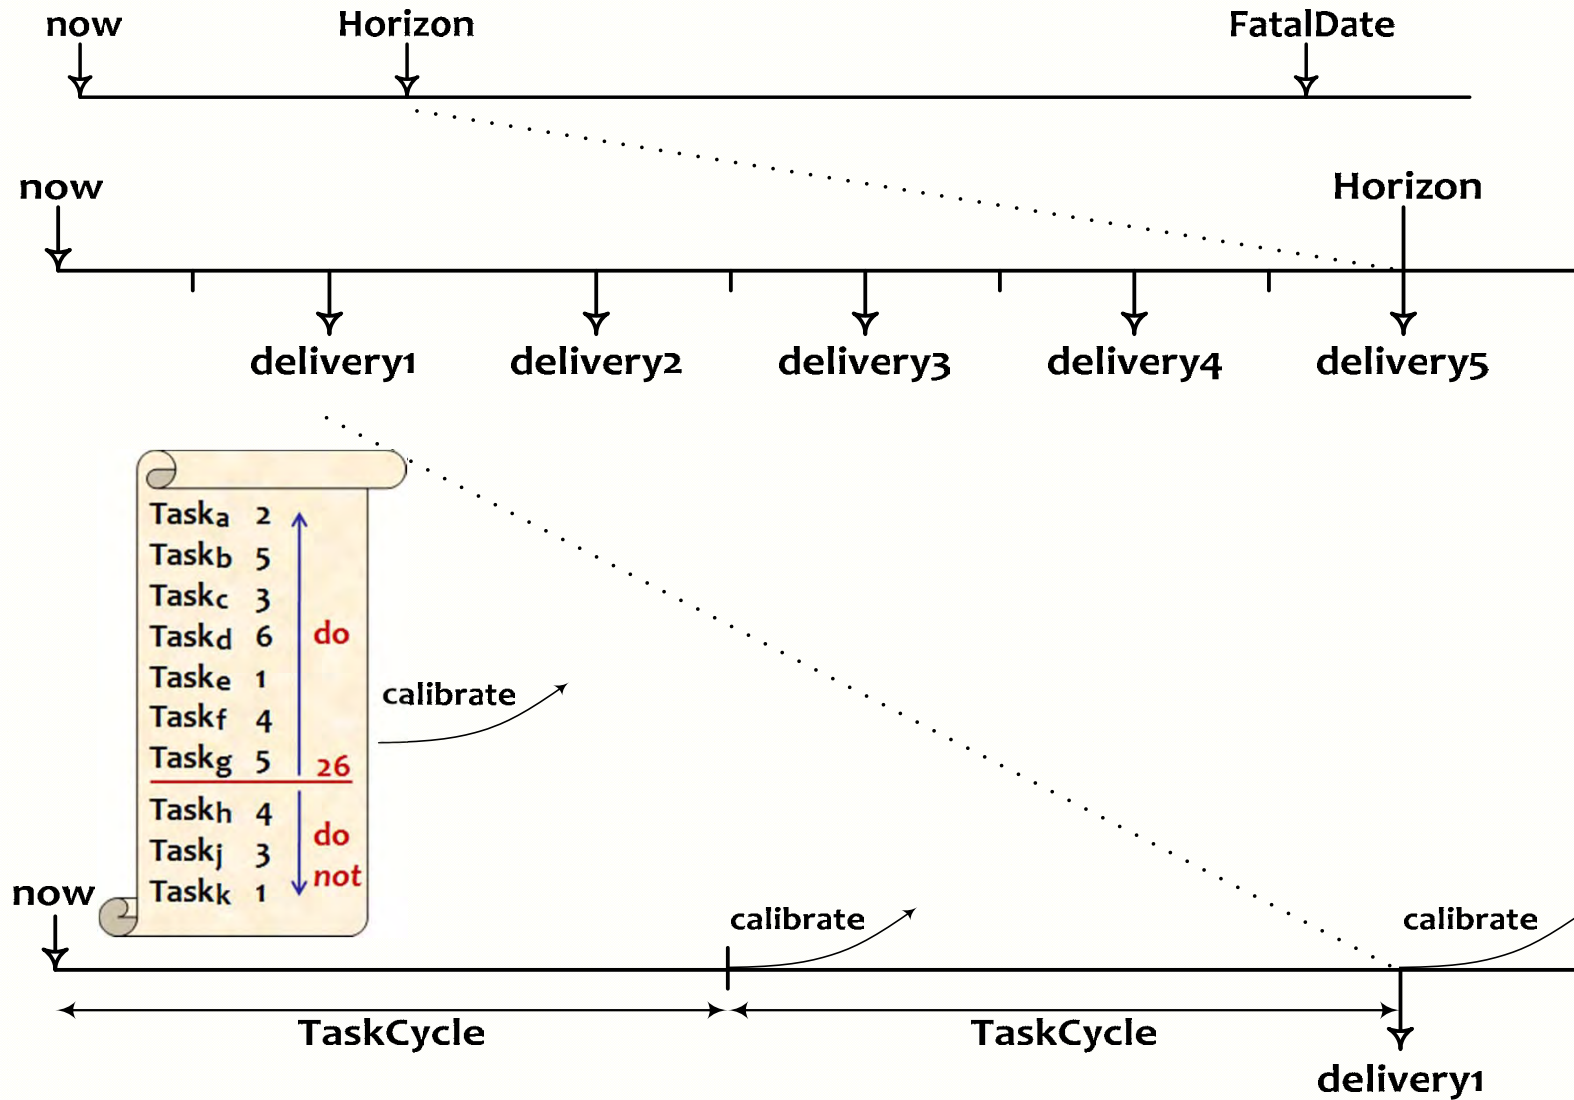 now Horizon FatalDate
now Horizon
delivery1 delivery2 delivery3 delivery4 delivery5
Taska 2
Taskb 5
Taskc 3
Taskd 6 do
Taske 1
calibrate
Taskf 4
Taskg 5 26
Taskh 4
do
Taskj 3
not
Taskk 1
now
calibrate calibrate
TaskCycle TaskCycle
delivery1